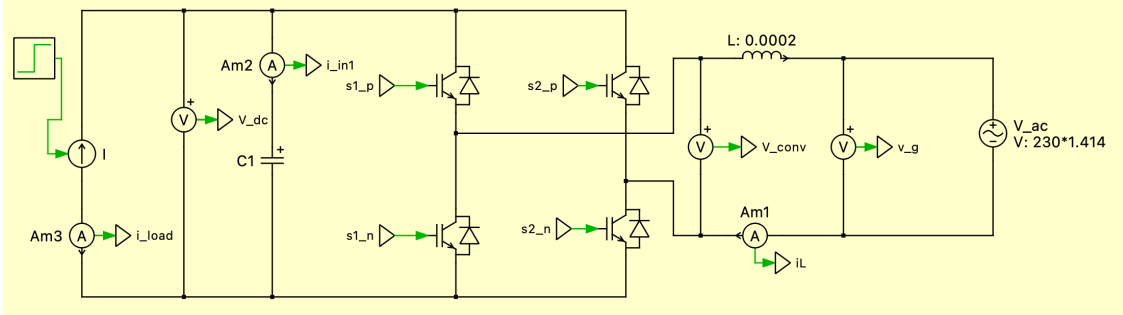 L: 0.0002
Am2
A
i_in1
s1_p
s2_p
+
V
V_dc
+
V_ac
V: 230*1.414
I
C1
+
+
V
V_conv
+
V
v_g
Am3
A
i_load
s1_n
s2_n
Am1
A
iL